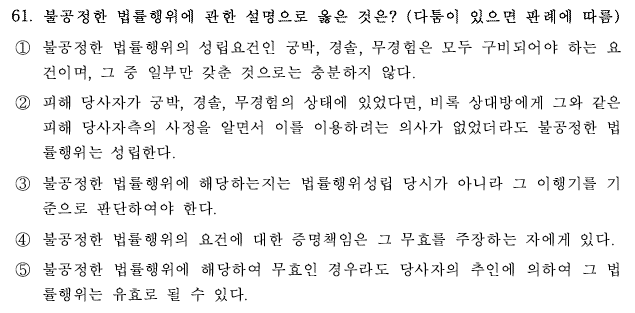 61. 불공정한 법률행위에 관한 설명으로 옳은 것은? (다툼이 있으면 판례에 따름)
① 불공정한 법률행위의 성립요건인 궁박, 경솔, 무경험은 모두 구비되어야 하는 요
건이며, 그 중 일부만 갖춘 것으로는 충분하지 않다.
② 피해 당사자가 궁박, 경솔, 무경험의 상태에 있었다면, 비록 상대방에게 그와 같은
피해 당사자측의 사정을 알면서 이를 이용하려는 의사가 없었더라도 불공정한 법
률행위는 성립한다.
③ 불공정한 법률행위에 해당하는지는 법률행위성립 당시가 아니라 그 이행기를 기
준으로 판단하여야 한다.
④ 불공정한 법률행위의 요건에 대한 증명책임은 그 무효를 주장하는 자에게 있다.
⑤ 불공정한 법률행위에 해당하여 무효인 경우라도 당사자의 추인에 의하여 그 법
률행위는 유효로 될 수 있다.